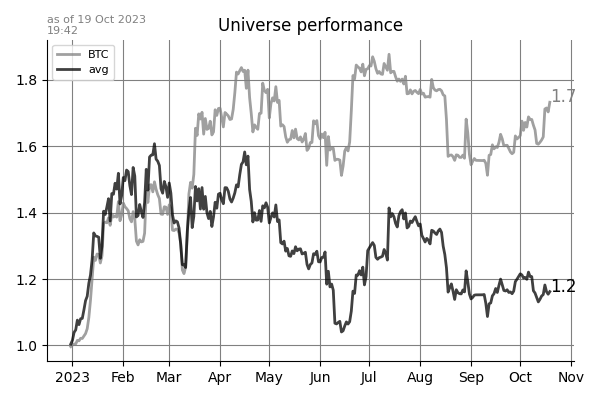 as of 19 Oct 2023
19:42
Universe performance
BTC
avg
1.8
1.6
1.4
1.2
1.0
1.7
1.2
2023 Feb Mar Apr May Jun Jul Aug Sep Oct Nov